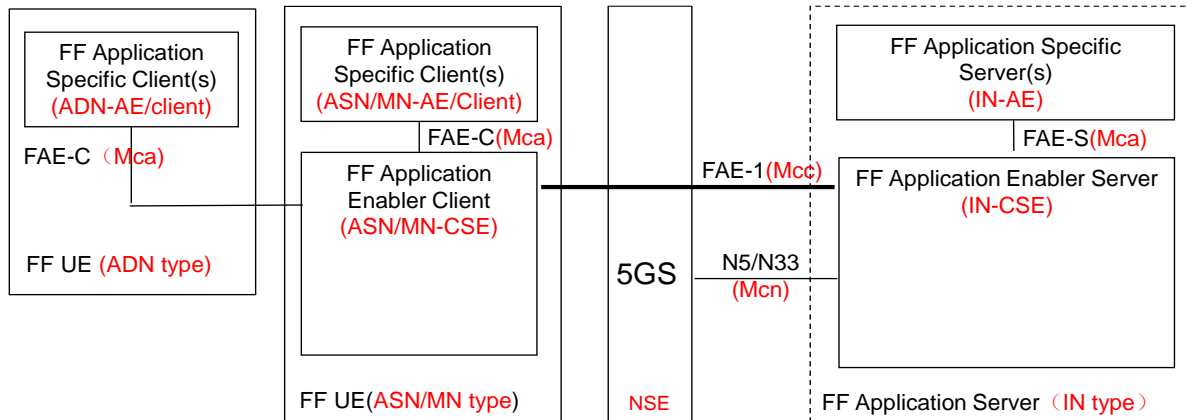 FF Application
Specific Client(s)
(ADN-AE/client)
FAE-C（Mca)
FF UE (ADN type)
FF Application
Specific Client(s)
(ASN/MN-AE/Client)
FAE-C(Mca)
FF Application
Enabler Client
(ASN/MN-CSE)
FF UE(ASN/MN type)
5GS
NSE
FAE-1(Mcc)
N5/N33
(Mcn)
FF Application Specific
Server(s)
(IN-AE)
FAE-S(Mca)
FF Application Enabler Server
(IN-CSE)
FF Application Server（IN type）